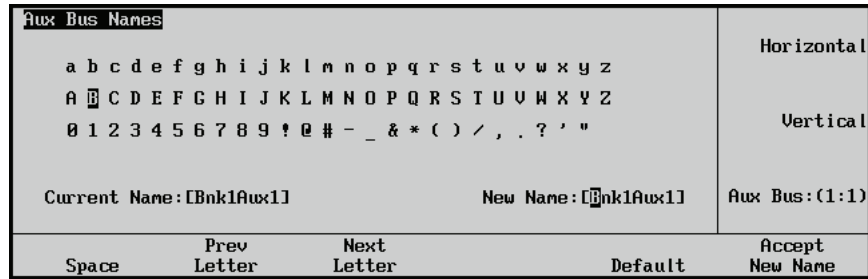 Aux Bus Names
Horizontal
a b c d e f g h i j k l m n o p q r s t u v w x y z
A B C D E F G H I J K L M N O P Q R S T U V W X Y Z
0 1 2 3 4 5 6 7 8 9 ! @ # - _ & * ( ) / , . ? ' "
Vertical
Current Name:[Bnk1Aux1] New Name:[Bnk1Aux1] Aux Bus:(1:1)
Prev Next Accept
Space Letter Letter Default New Name